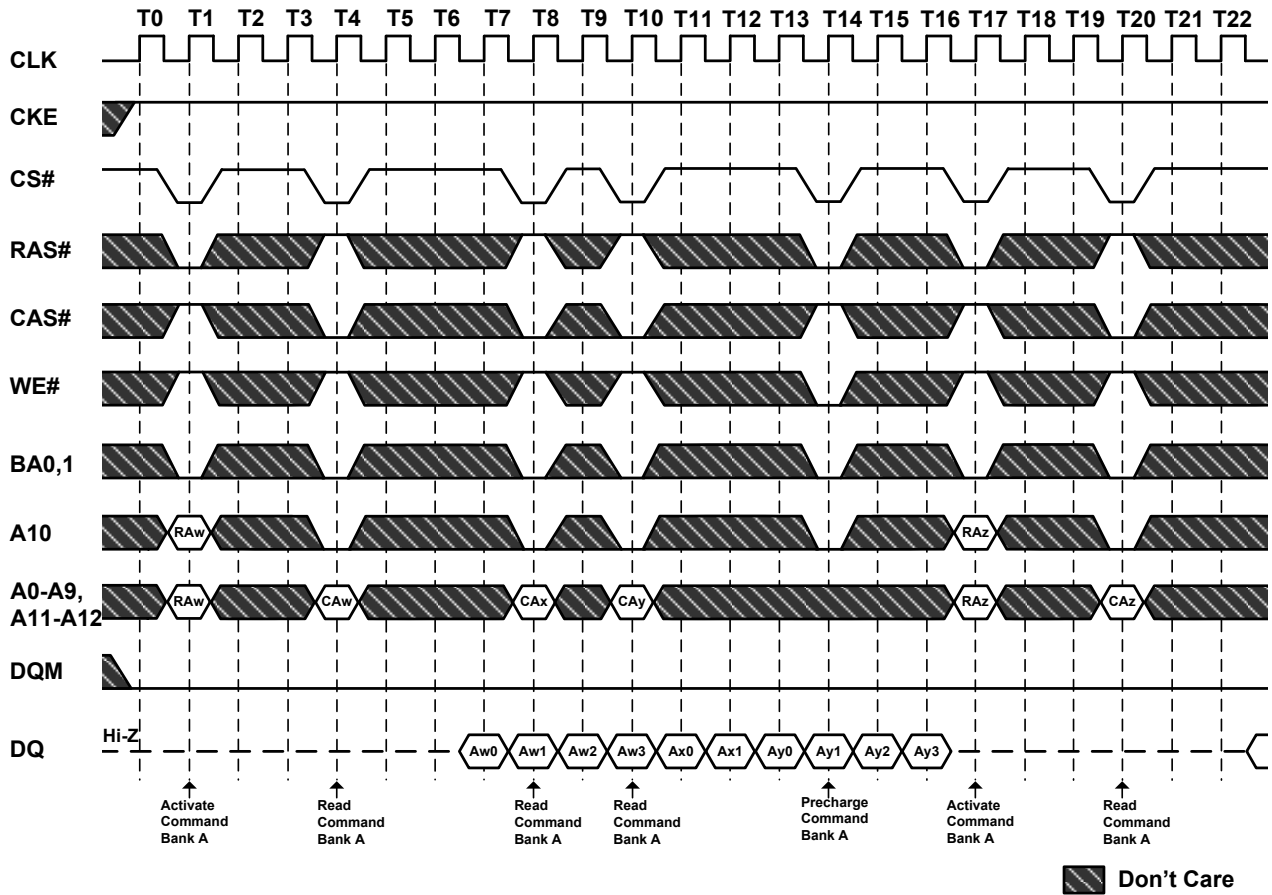 T0 T1 T2 T3 T4 T5 T6 T7 T8 T9 T10 T11 T12 T13 T14 T15 T16 T17 T18 T19 T20 T21 T22
CLK
CKE
CS#
RAS#
CAS#
WE#
BA0,1
A10
RAw RAz
A0-A9,
A11-A12
RAw CAw CAx CAy RAz CAz
DQM
DQ
Hi-Z
Aw0 Aw1 Aw2 Aw3 Ax0 Ax1 Ay0 Ay1 Ay2 Ay3
Activate
Command
Bank A
Read
Command
Bank A
Read
Command
Bank A
Read
Command
Bank A
Precharge
Command
Bank A
Activate
Command
Bank A
Read
Command
Bank A
Don't Care